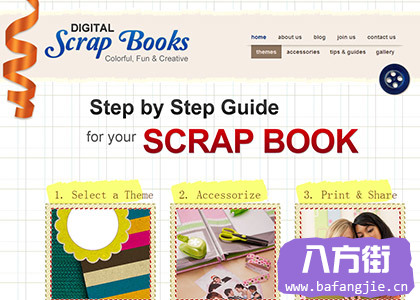 DIGITAL
Scrap Books
Colorful, Fun & Creative
home about us blog join us contact us
themes accessories tips & guides gallery
Step by Step Guide
for your SCRAP BOOK
1. Select a Theme 2. Accessorize 3. Print & Share
八方街
www.bafangjie.cn